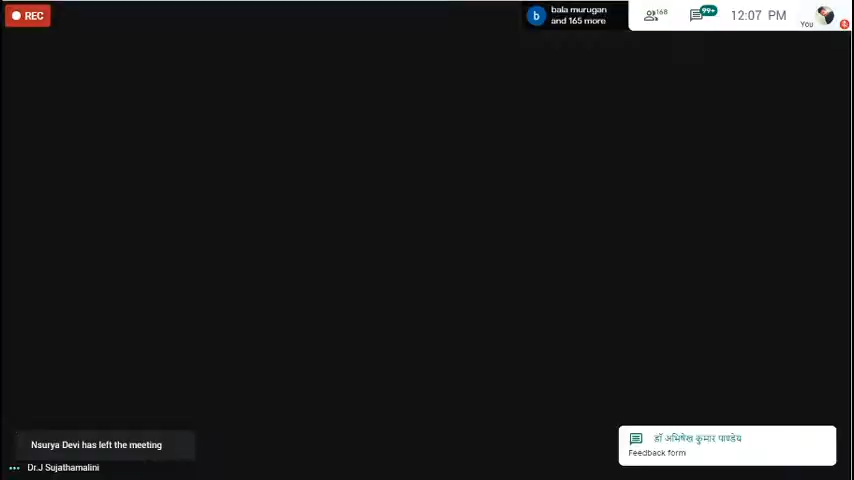 REC
b
bala murugan
and 165 more
168
99+
12:07 PM
You
Nsurya Devi has left the meeting
Dr.J Sujathamalini
डॉ अभिषेख कुमार पाण्डेय
Feedback form